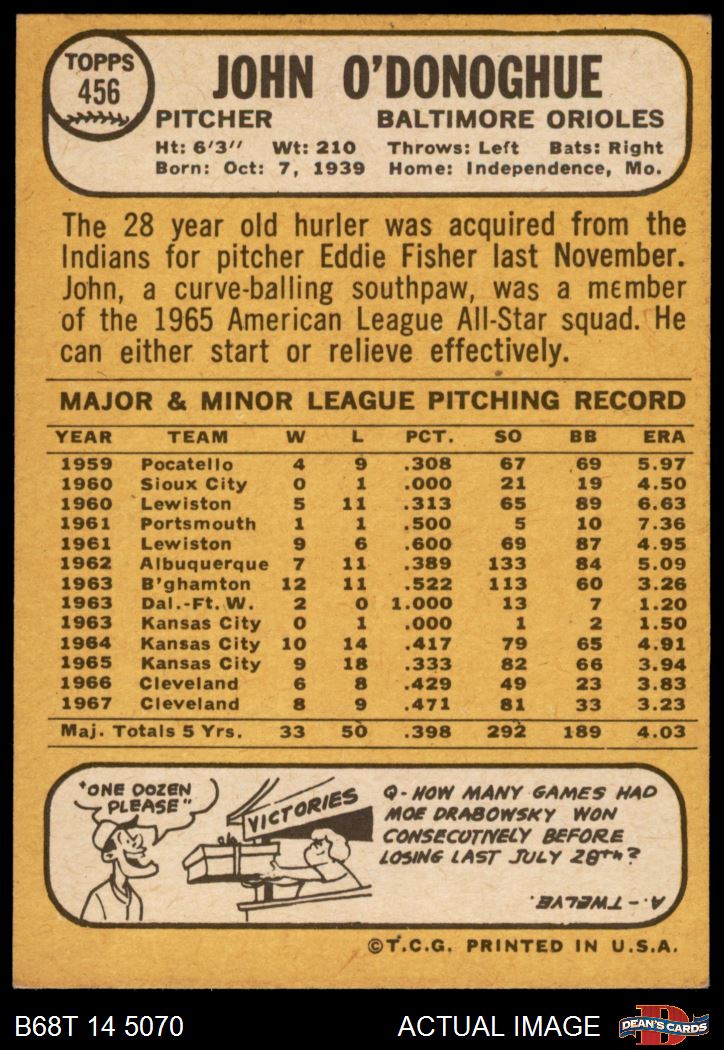 TOPPS
456
JOHN O'DONOGHUE
PITCHER BALTIMORE ORIOLES
Ht: 6'3" Wt: 210 Throws: Left Bats: Right
Born: Oct: 7, 1939 Home: Independence, Mo.
The 28 year old hurler was acquired from the
Indians for pitcher Eddie Fisher last November.
John, a curve-balling southpaw, was a member
of the 1965 American League All-Star squad. He
can either start or relieve effectively.
MAJOR & MINOR LEAGUE PITCHING RECORD
YEAR TEAM W L PCT. SO BB ERA
1959 Pocatello 4 9 .308 67 69 5.97
1960 Sioux City 0 1 .000 21 19 4.50
1960 Lewiston 5 11 .313 65 89 6.63
1961 Portsmouth 1 1 .500 5 10 7.36
1961 Lewiston 9 6 .600 69 87 4.95
1962 Albuquerque 7 11 .389 133 84 5.09
1963 B'ghamton 12 11 .522 113 60 3.26
1963 Dal.-Ft. W. 2 0 1.000 13 7 1.20
1963 Kansas City 0 1 .000 1 2 1.50
1964 Kansas City 10 14 .417 79 65 4.91
1965 Kansas City 9 18 .333 82 66 3.94
1966 Cleveland 6 8 .429 49 23 3.83
1967 Cleveland 8 9 .471 81 33 3.23
Maj. Totals 5 Yrs. 33 50 .398 292 189 4.03
"ONE DOZEN
PLEASE"
VICTORIES
Q- HOW MANY GAMES HAD
MOE DRABOWSKY WON
CONSECUTIVELY BEFORE
LOSING LAST JULY 28TH?
A.- TWELVE.
©T.C.G. PRINTED IN U.S.A.
B68T 14 5070 ACTUAL IMAGE
D
DEAN'S CARDS